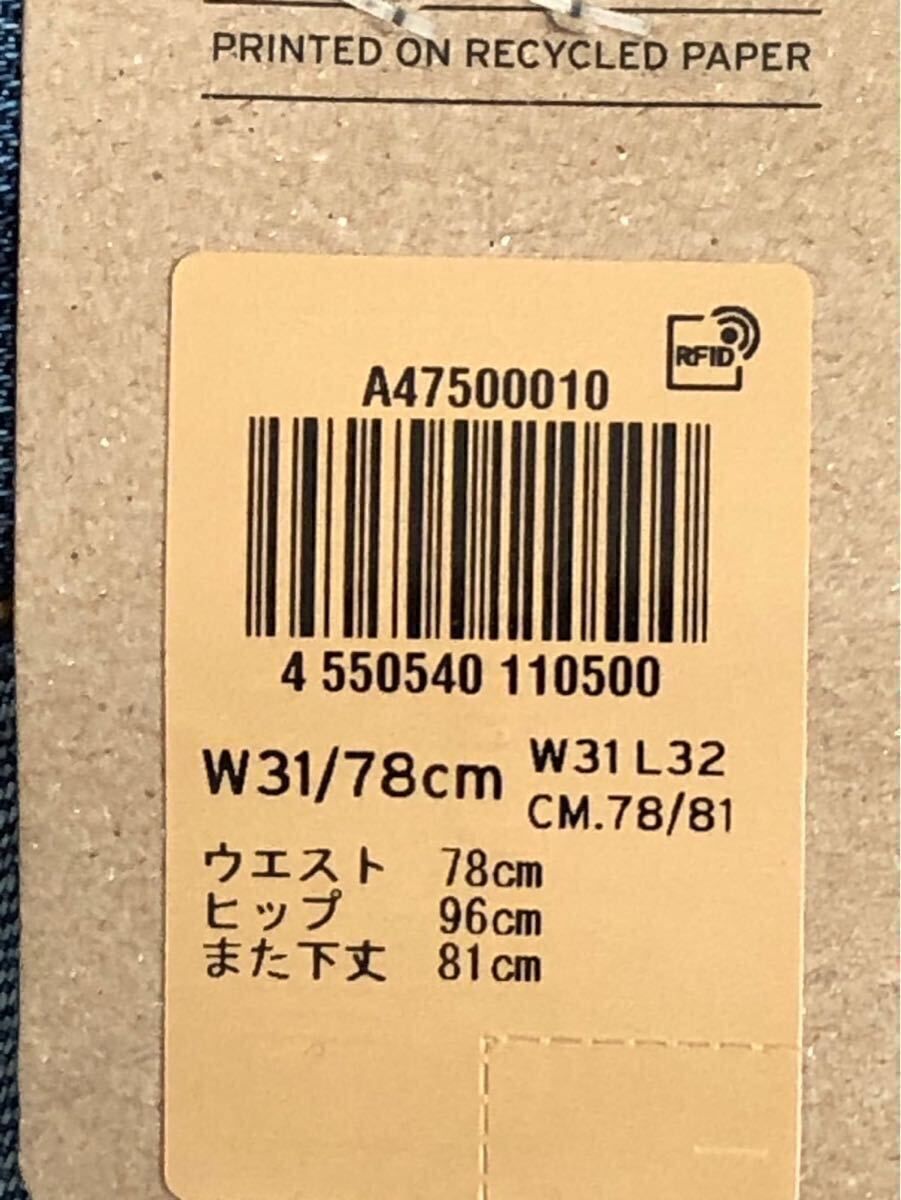 PRINTED ON RECYCLED PAPER
RFID
A47500010
4 550540 110500
W31/78cm
W31 L32
CM.78/81
ウエスト 78cm
ヒップ 96cm
また下丈 81cm